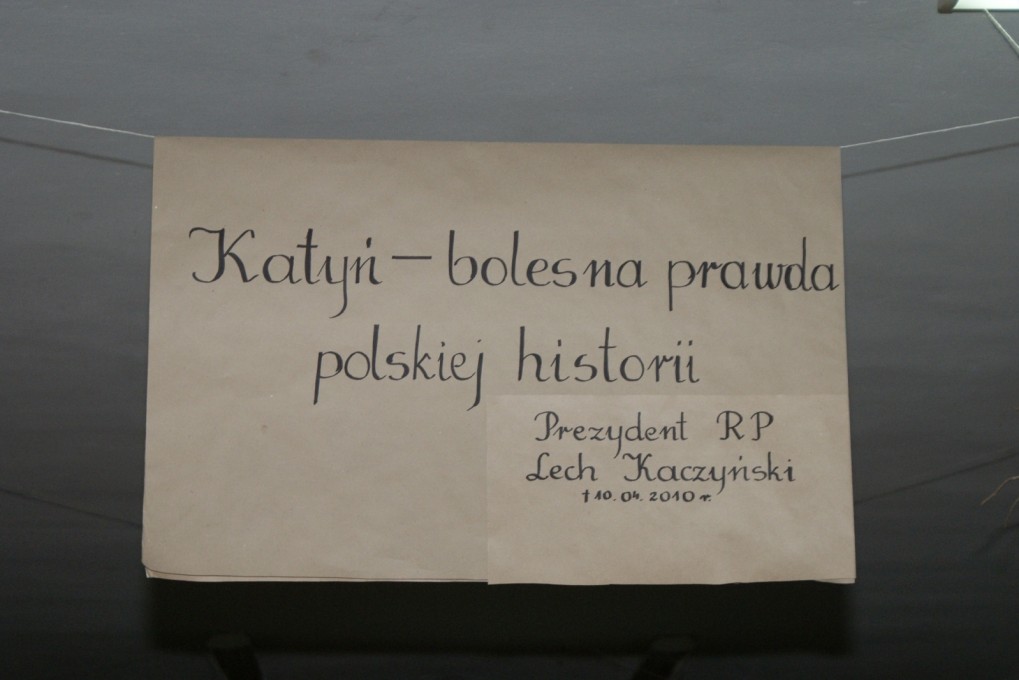 Katyń – bolesna prawda
polskiej historii
Prezydent RP
Lech Kaczyński
† 10. 04. 2010 r.